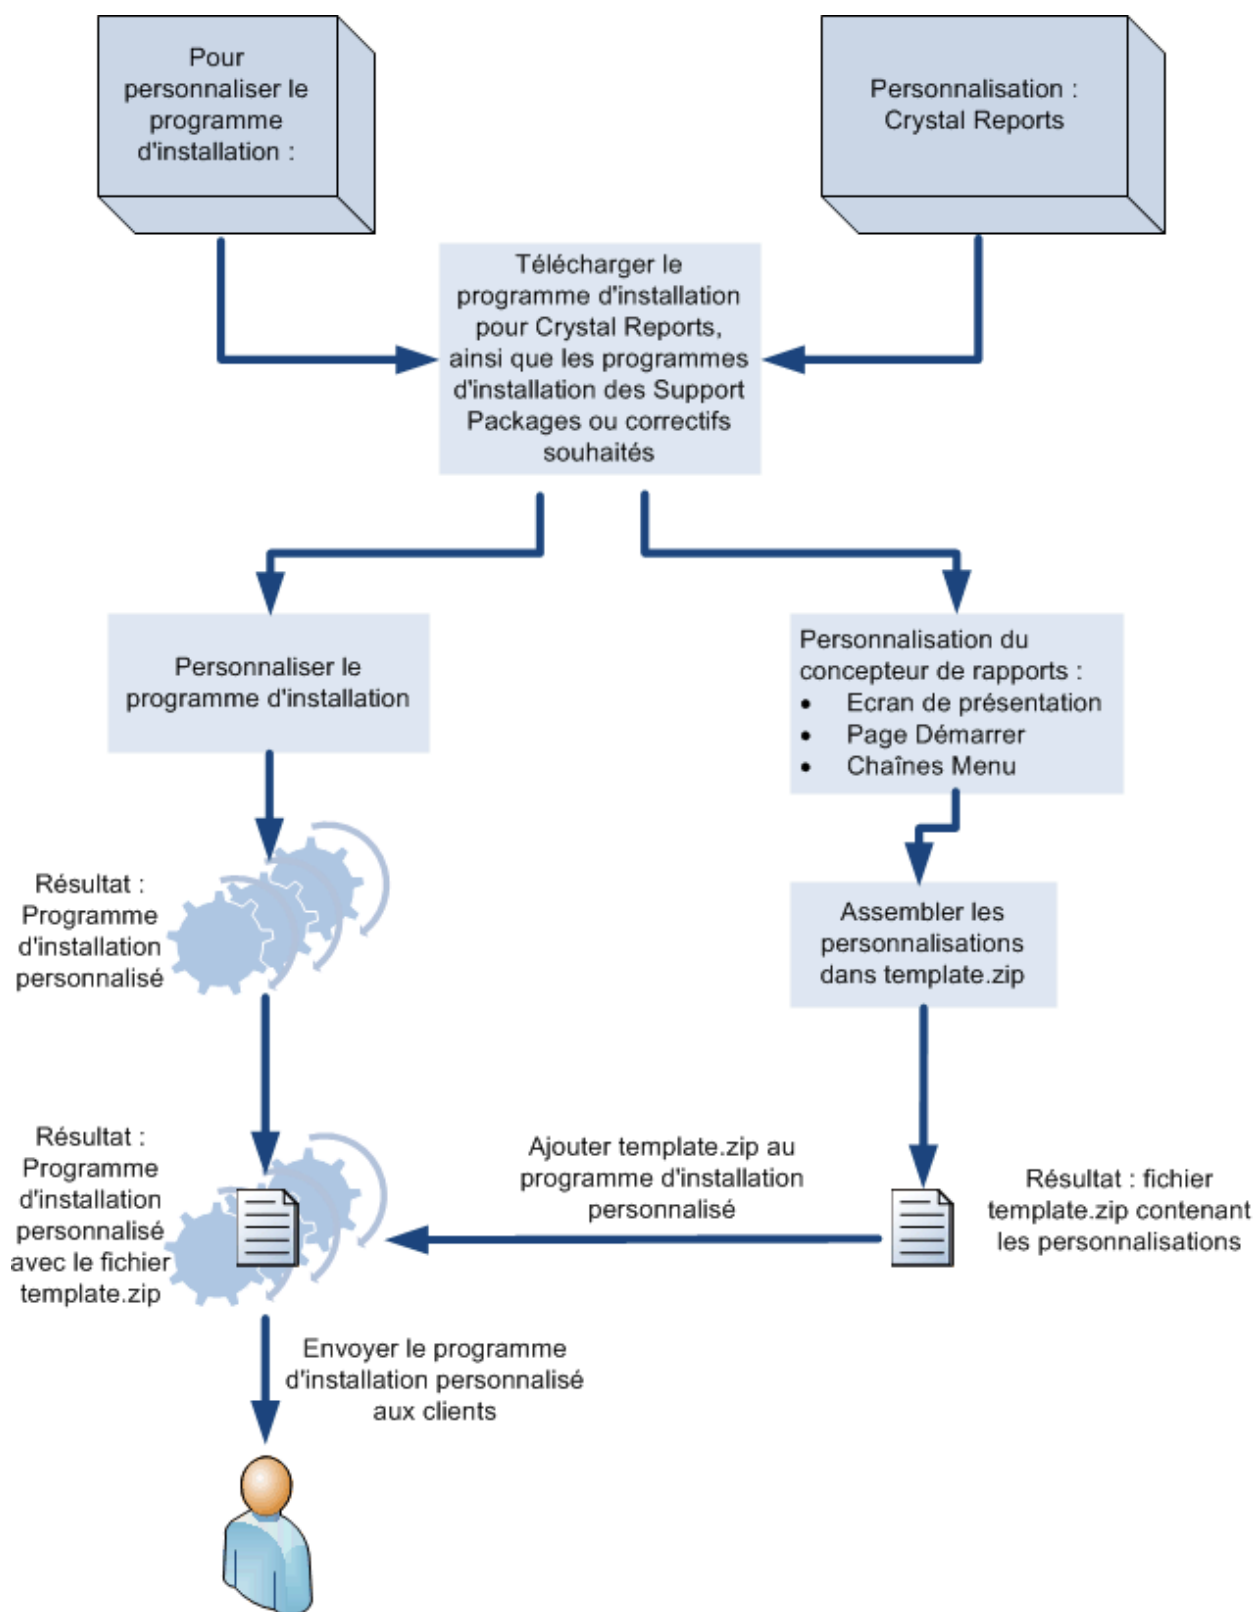 Pour
personnaliser le
programme
d'installation :
Personnalisation :
Crystal Reports
Télécharger le
programme d'installation
pour Crystal Reports,
ainsi que les programmes
d'installation des Support
Packages ou correctifs
souhaités
Personnaliser le
programme d'installation
Personnalisation du
concepteur de rapports :
• Ecran de présentation
• Page Démarrer
• Chaînes Menu
Résultat :
Programme
d'installation
personnalisé
Assembler les
personnalisations
dans template.zip
Résultat :
Programme
d'installation
personnalisé
avec le fichier
template.zip
Ajouter template.zip au
programme d'installation
personnalisé
Résultat : fichier
template.zip contenant
les personnalisations
Envoyer le programme
d'installation personnalisé
aux clients